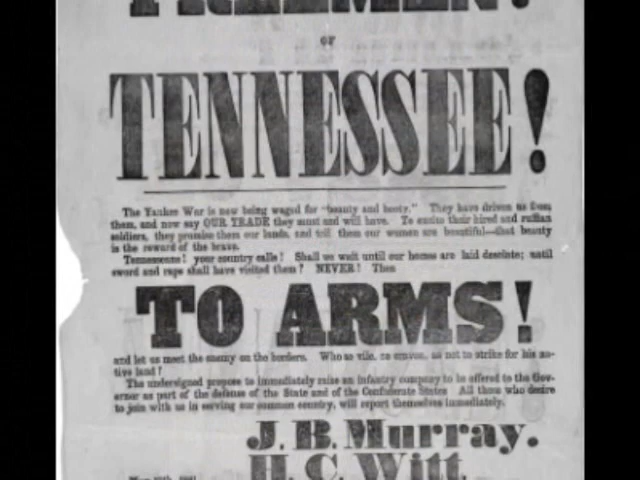 FREEMEN!
OF
TENNESSEE!
The Yankee War is now being waged for "beauty and booty." They have driven us from
them, and now say OUR TRADE they must and will have. To excite their hired and ruffian
soldiers, they promise them our lands, and tell them our women are beautiful—that beauty
is the reward of the brave.
Tennesseans! your country calls! Shall we wait until our homes are laid desolate; until
sword and rape shall have visited them? NEVER! Then
TO ARMS!
and let us meet the enemy on the borders. Who so vile, so craven, as not to strike for his na-
tive land?
The undersigned propose to immediately raise an infantry company to be offered to the Gov-
ernor as part of the defense of the State and of the Confederate States All those who desire
to join with us in serving our common country, will report themselves immediately.
J. B. Murray.
H. C. Witt.